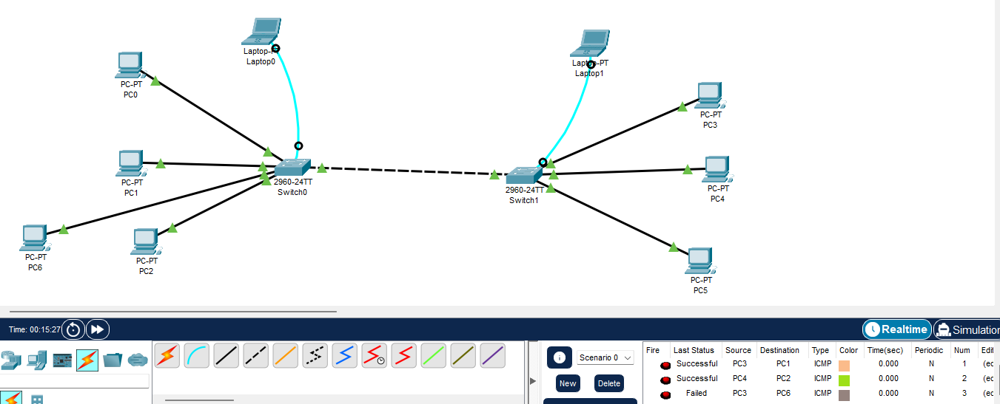 Laptop-PT
Laptop0
Laptop-PT
Laptop1
PC-PT
PC0
PC-PT
PC3
PC-PT
PC1
2960-24TT
Switch0
2960-24TT
Switch1
PC-PT
PC4
PC-PT
PC6
PC-PT
PC2
PC-PT
PC5
Time: 00:15:27
Realtime
Simulation
Scenario 0
New
Delete
Fire Last Status Source Destination Type Color Time(sec) Periodic Num Edit
Successful PC3 PC1 ICMP 0.000 N 1 (ec
Successful PC4 PC2 ICMP 0.000 N 2 (ec
Failed PC3 PC6 ICMP 0.000 N 3 (ec